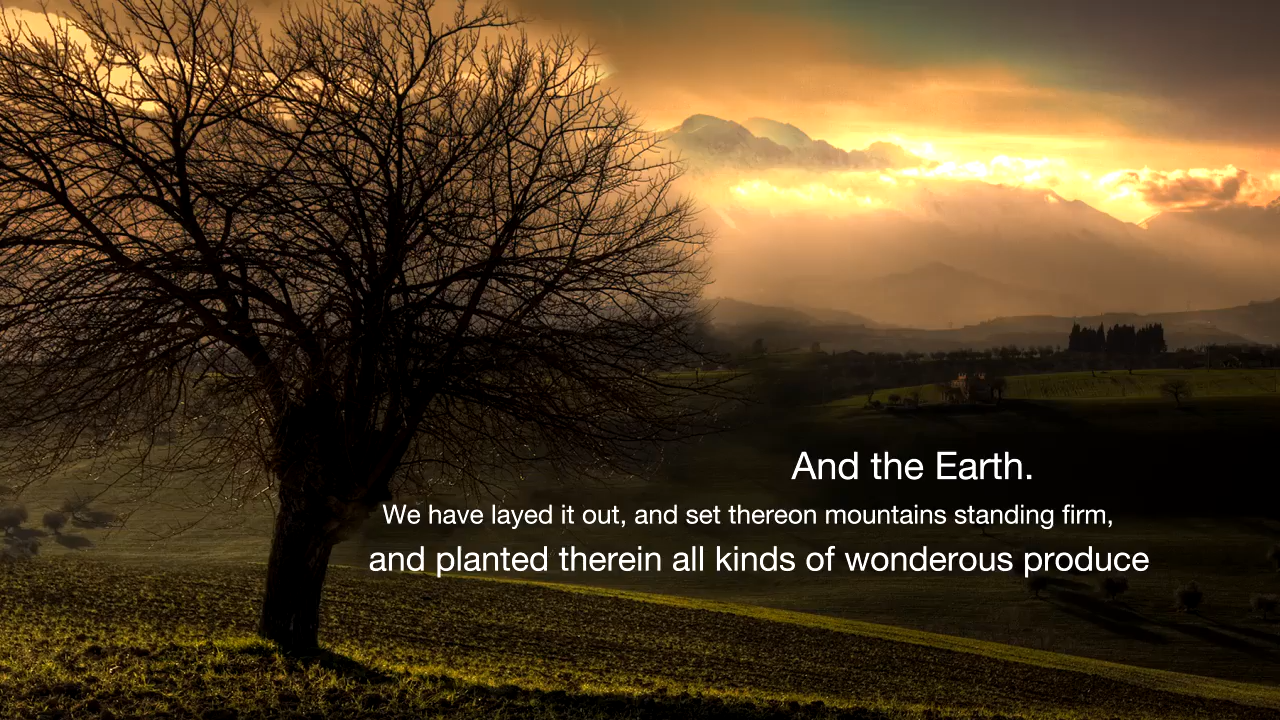 And the Earth.
We have layed it out, and set thereon mountains standing firm,
and planted therein all kinds of wonderous produce